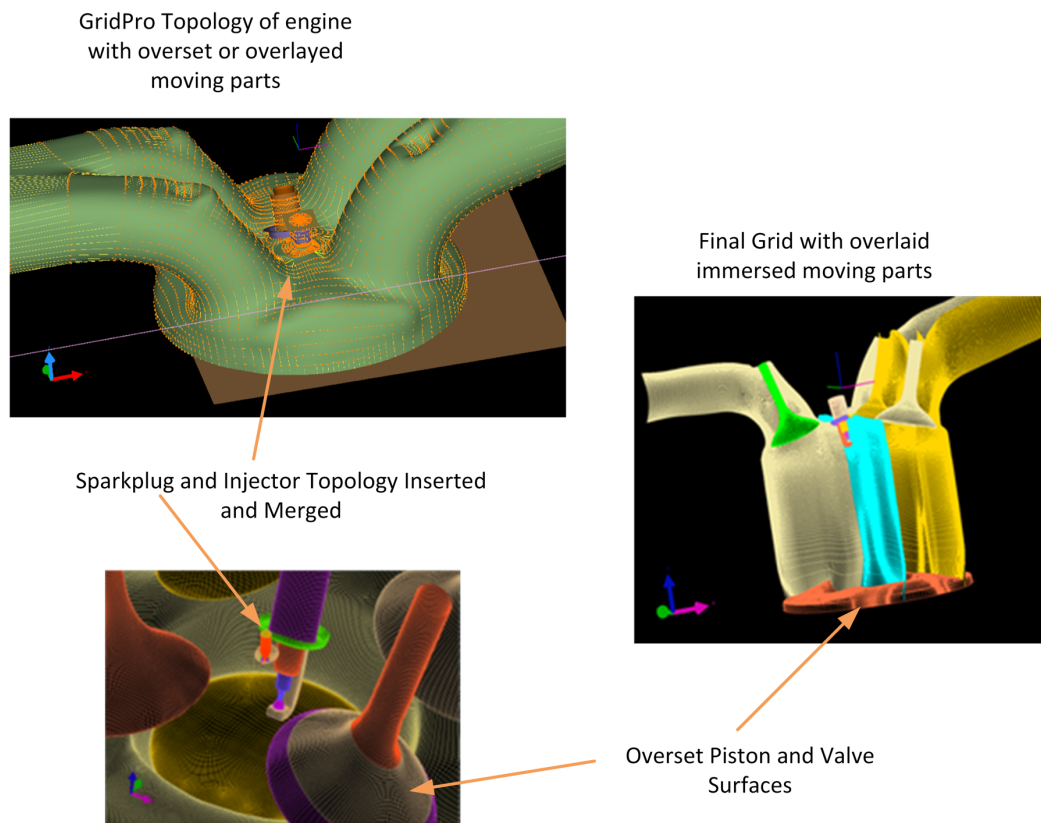 GridPro Topology of engine
with overset or overlayed
moving parts
Final Grid with overlaid
immersed moving parts
Sparkplug and Injector Topology Inserted
and Merged
Overset Piston and Valve
Surfaces